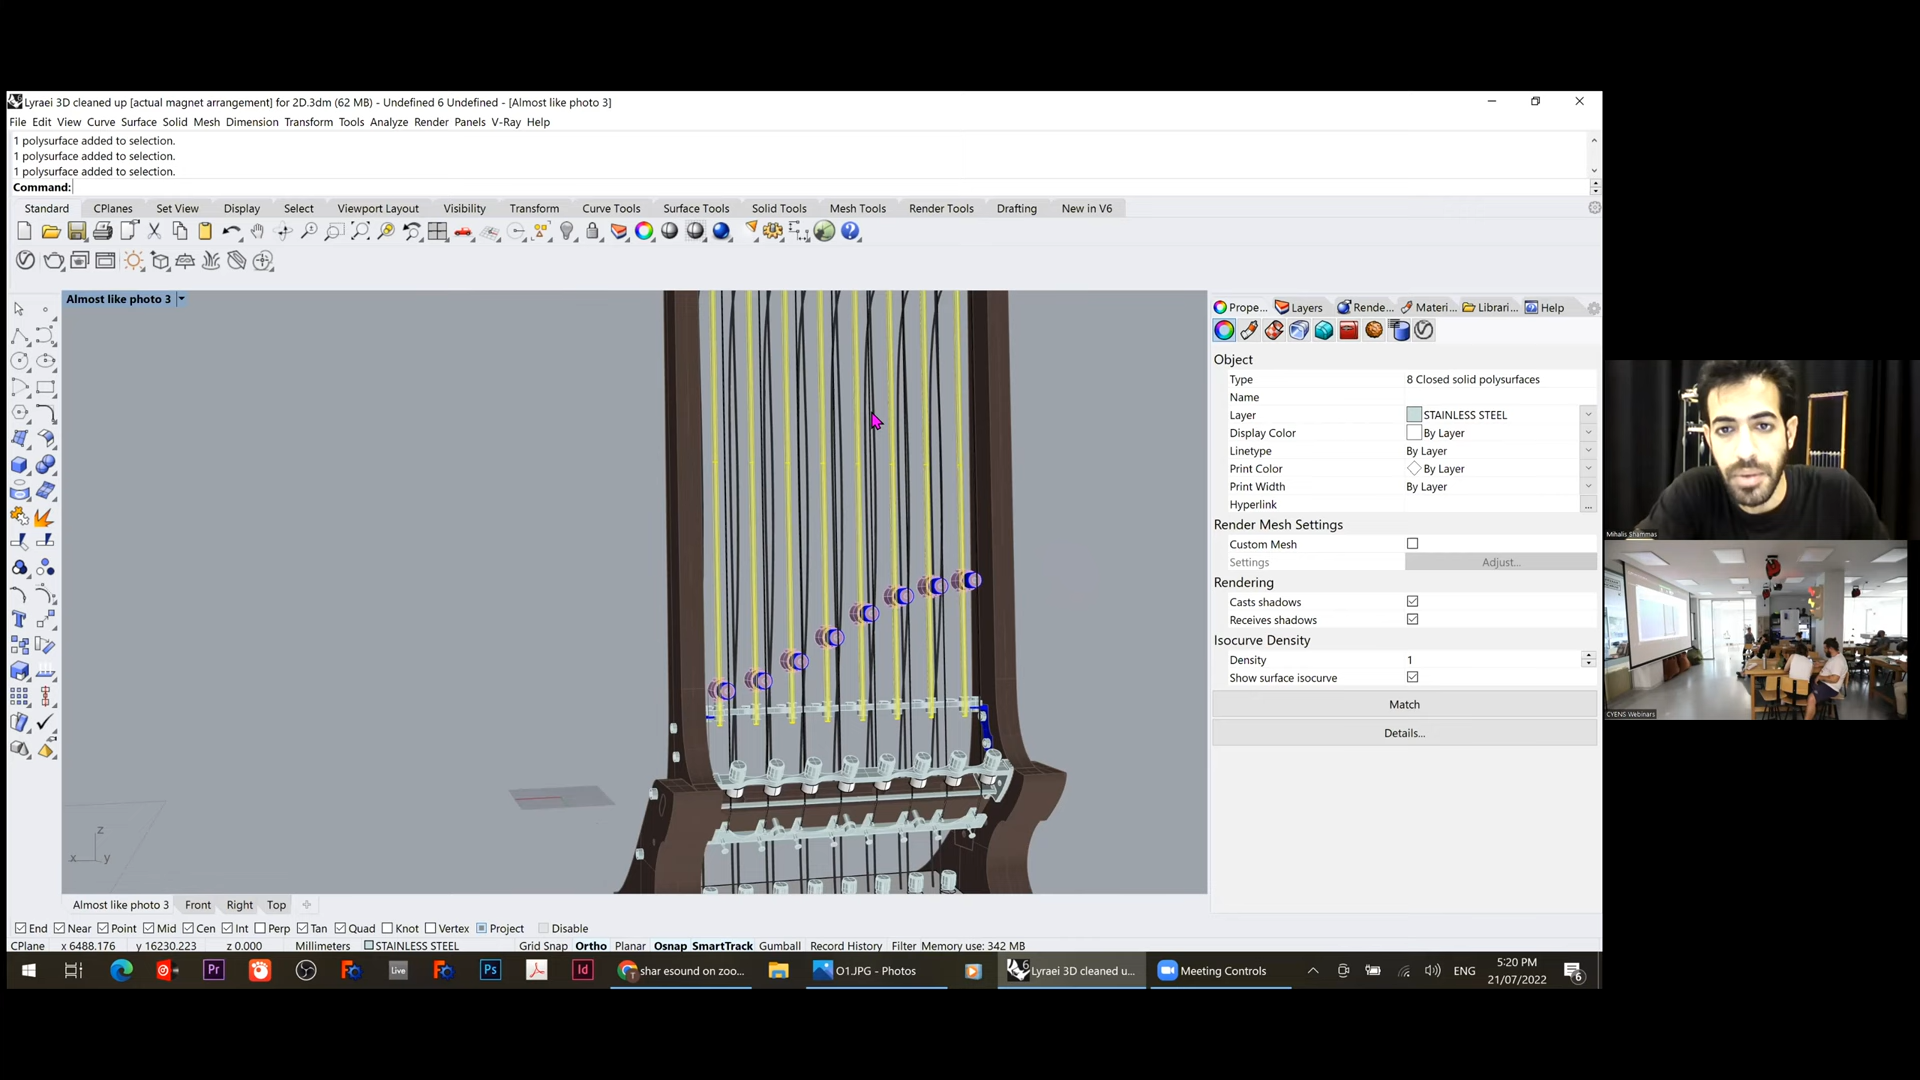 Lyraei 3D cleaned up [actual magnet arrangement] for 2D.3dm (62 MB) - Undefined 6 Undefined - [Almost like photo 3]
File Edit View Curve Surface Solid Mesh Dimension Transform Tools Analyze Render Panels V-Ray Help
1 polysurface added to selection.
1 polysurface added to selection.
1 polysurface added to selection.
Command:
Standard CPlanes Set View Display Select Viewport Layout Visibility Transform Curve Tools Surface Tools Solid Tools Mesh Tools Render Tools Drafting New in V6
Almost like photo 3
Prope... Layers Rende... Materi... Librari... Help
Object
Type 8 Closed solid polysurfaces
Name
Layer STAINLESS STEEL
Display Color By Layer
Linetype By Layer
Print Color By Layer
Print Width By Layer
Hyperlink ...
Render Mesh Settings
Custom Mesh
Settings Adjust...
Rendering
Casts shadows
Receives shadows
Isocurve Density
Density 1
Show surface isocurve
Match
Details...
z
x y
Mihalis Shammas
CYENS Webinars
Almost like photo 3 Front Right Top
End Near Point Mid Cen Int Perp Tan Quad Knot Vertex Project Disable
CPlane x 6488.176 y 16230.223 z 0.000 Millimeters STAINLESS STEEL Grid Snap Ortho Planar Osnap SmartTrack Gumball Record History Filter Memory use: 342 MB
Pr Live Ps Id shar esound on zoo... O1.JPG - Photos Lyraei 3D cleaned u... Meeting Controls ENG 5:20 PM
21/07/2022 6